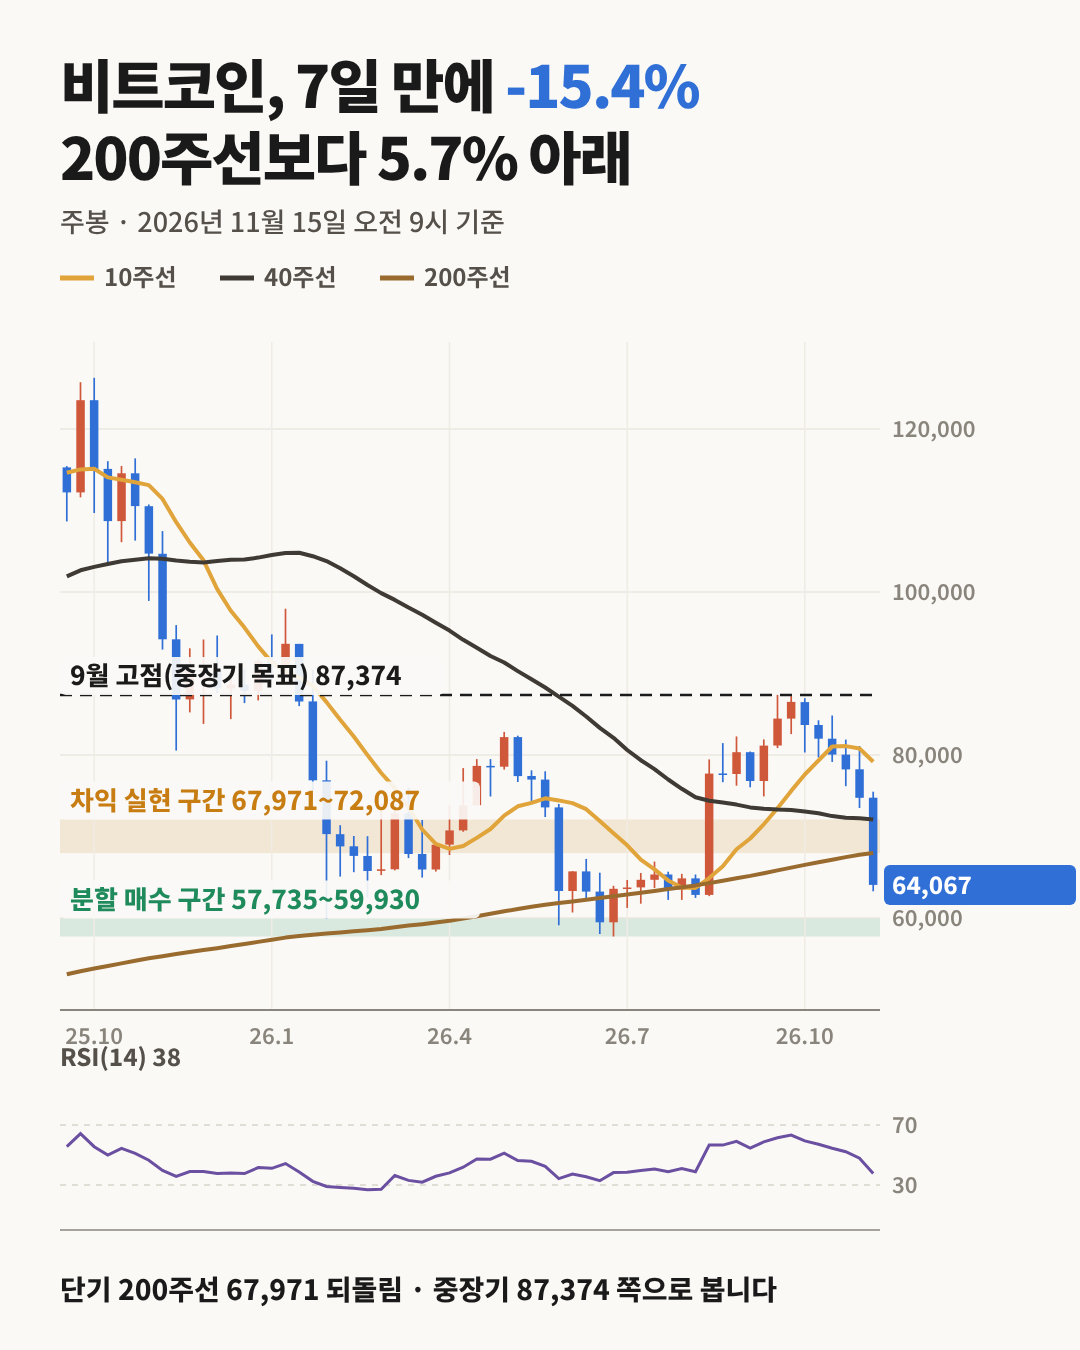 비트코인, 7일 만에 -15.4%
200주선보다 5.7% 아래
주봉 · 2026년 11월 15일 오전 9시 기준
10주선 40주선 200주선
120,000
100,000
9월 고점(중장기 목표) 87,374
80,000
차익 실현 구간 67,971~72,087
64,067
분할 매수 구간 57,735~59,930
60,000
25.10 26.1 26.4 26.7 26.10
RSI(14) 38
70
30
단기 200주선 67,971 되돌림 · 중장기 87,374 쪽으로 봅니다